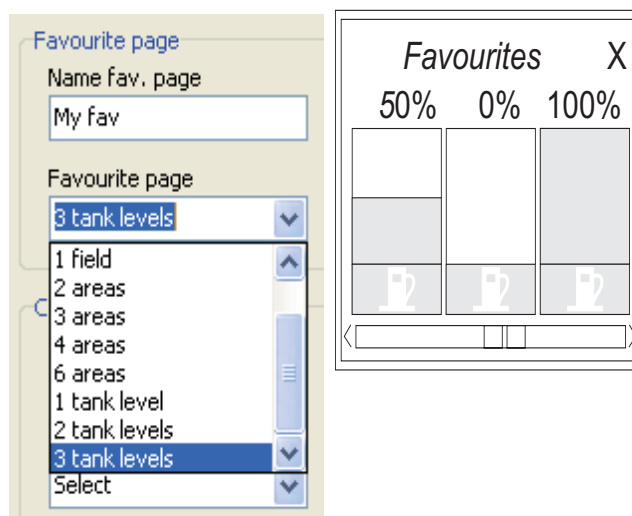 Favourite page
Name fav. page
My fav
Favourite page
3 tank levels
1 field
2 areas
3 areas
4 areas
6 areas
1 tank level
2 tank levels
3 tank levels
C
Select
Favourites X
50% 0% 100%